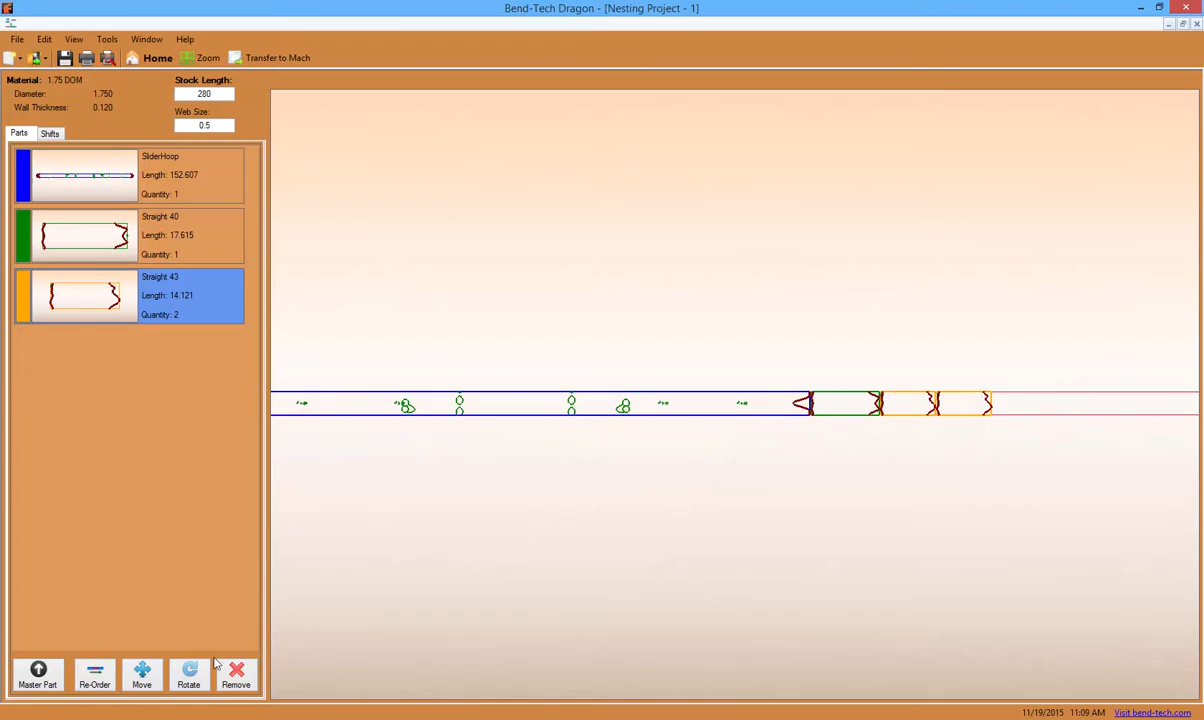 Bend-Tech Dragon - [Nesting Project - 1]
File Edit View Tools Window Help
Home Zoom Transfer to Mach
Material: 1.75 DOM
Diameter: 1.750
Wall Thickness: 0.120
Stock Length:
280
Web Size:
0.5
Parts Shifts
SliderHoop
Length: 152.607
Quantity: 1
Straight 40
Length: 17.615
Quantity: 1
Straight 43
Length: 14.121
Quantity: 2
Master Part Re-Order Move Rotate Remove
11/19/2015 11:09 AM Visit bend-tech.com